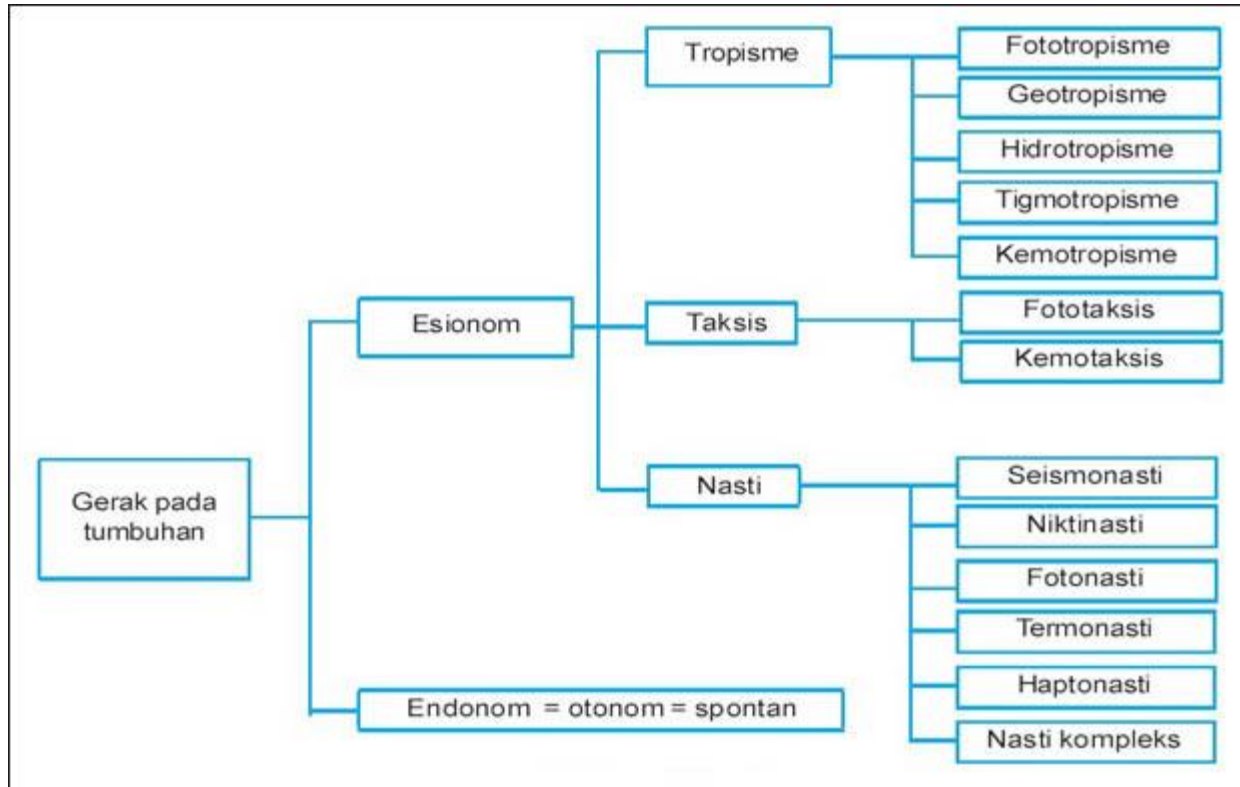 Gerak pada
tumbuhan
Esionom
Endonom = otonom = spontan
Tropisme
Taksis
Nasti
Fototropisme
Geotropisme
Hidrotropisme
Tigmotropisme
Kemotropisme
Fototaksis
Kemotaksis
Seismonasti
Niktinasti
Fotonasti
Termonasti
Haptonasti
Nasti kompleks